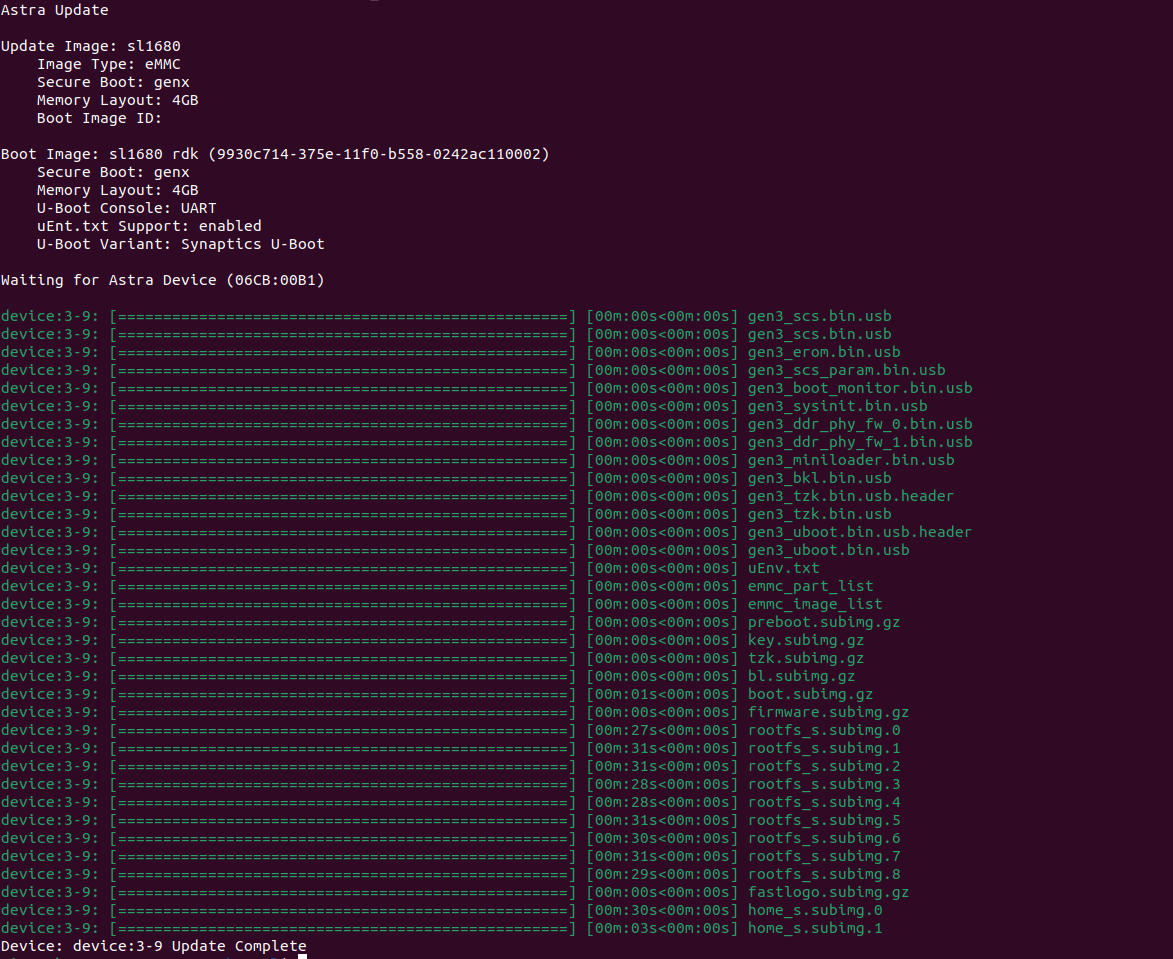 Astra Update
Update Image: sl1680
Image Type: eMMC
Secure Boot: genx
Memory Layout: 4GB
Boot Image ID:
Boot Image: sl1680 rdk (9930c714-375e-11f0-b558-0242ac110002)
Secure Boot: genx
Memory Layout: 4GB
U-Boot Console: UART
uEnt.txt Support: enabled
U-Boot Variant: Synaptics U-Boot
Waiting for Astra Device (06CB:00B1)
device:3-9: [==================================================] [00m:00s<00m:00s] gen3_scs.bin.usb
device:3-9: [==================================================] [00m:00s<00m:00s] gen3_scs.bin.usb
device:3-9: [==================================================] [00m:00s<00m:00s] gen3_erom.bin.usb
device:3-9: [==================================================] [00m:00s<00m:00s] gen3_scs_param.bin.usb
device:3-9: [==================================================] [00m:00s<00m:00s] gen3_boot_monitor.bin.usb
device:3-9: [==================================================] [00m:00s<00m:00s] gen3_sysinit.bin.usb
device:3-9: [==================================================] [00m:00s<00m:00s] gen3_ddr_phy_fw_0.bin.usb
device:3-9: [==================================================] [00m:00s<00m:00s] gen3_ddr_phy_fw_1.bin.usb
device:3-9: [==================================================] [00m:00s<00m:00s] gen3_miniloader.bin.usb
device:3-9: [==================================================] [00m:00s<00m:00s] gen3_bkl.bin.usb
device:3-9: [==================================================] [00m:00s<00m:00s] gen3_tzk.bin.usb.header
device:3-9: [==================================================] [00m:00s<00m:00s] gen3_tzk.bin.usb
device:3-9: [==================================================] [00m:00s<00m:00s] gen3_uboot.bin.usb.header
device:3-9: [==================================================] [00m:00s<00m:00s] gen3_uboot.bin.usb
device:3-9: [==================================================] [00m:00s<00m:00s] uEnv.txt
device:3-9: [==================================================] [00m:00s<00m:00s] emmc_part_list
device:3-9: [==================================================] [00m:00s<00m:00s] emmc_image_list
device:3-9: [==================================================] [00m:00s<00m:00s] preboot.subimg.gz
device:3-9: [==================================================] [00m:00s<00m:00s] key.subimg.gz
device:3-9: [==================================================] [00m:00s<00m:00s] tzk.subimg.gz
device:3-9: [==================================================] [00m:00s<00m:00s] bl.subimg.gz
device:3-9: [==================================================] [00m:01s<00m:00s] boot.subimg.gz
device:3-9: [==================================================] [00m:00s<00m:00s] firmware.subimg.gz
device:3-9: [==================================================] [00m:27s<00m:00s] rootfs_s.subimg.0
device:3-9: [==================================================] [00m:31s<00m:00s] rootfs_s.subimg.1
device:3-9: [==================================================] [00m:31s<00m:00s] rootfs_s.subimg.2
device:3-9: [==================================================] [00m:28s<00m:00s] rootfs_s.subimg.3
device:3-9: [==================================================] [00m:28s<00m:00s] rootfs_s.subimg.4
device:3-9: [==================================================] [00m:31s<00m:00s] rootfs_s.subimg.5
device:3-9: [==================================================] [00m:30s<00m:00s] rootfs_s.subimg.6
device:3-9: [==================================================] [00m:31s<00m:00s] rootfs_s.subimg.7
device:3-9: [==================================================] [00m:29s<00m:00s] rootfs_s.subimg.8
device:3-9: [==================================================] [00m:00s<00m:00s] fastlogo.subimg.gz
device:3-9: [==================================================] [00m:30s<00m:00s] home_s.subimg.0
device:3-9: [==================================================] [00m:03s<00m:00s] home_s.subimg.1
Device: device:3-9 Update Complete